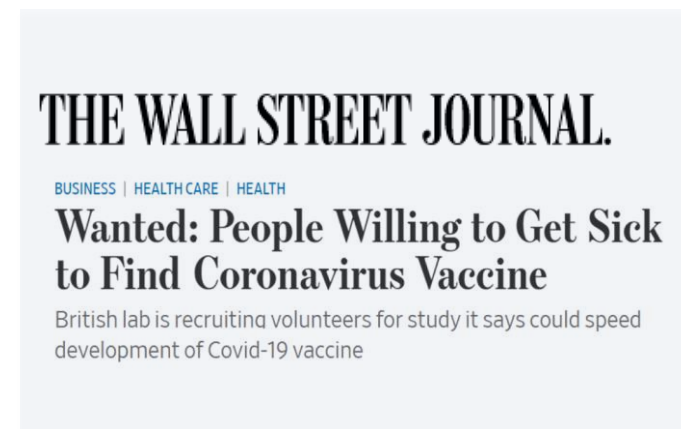 THE WALL STREET JOURNAL.
BUSINESS | HEALTH CARE | HEALTH
Wanted: People Willing to Get Sick
to Find Coronavirus Vaccine
British lab is recruiting volunteers for study it says could speed
development of Covid-19 vaccine